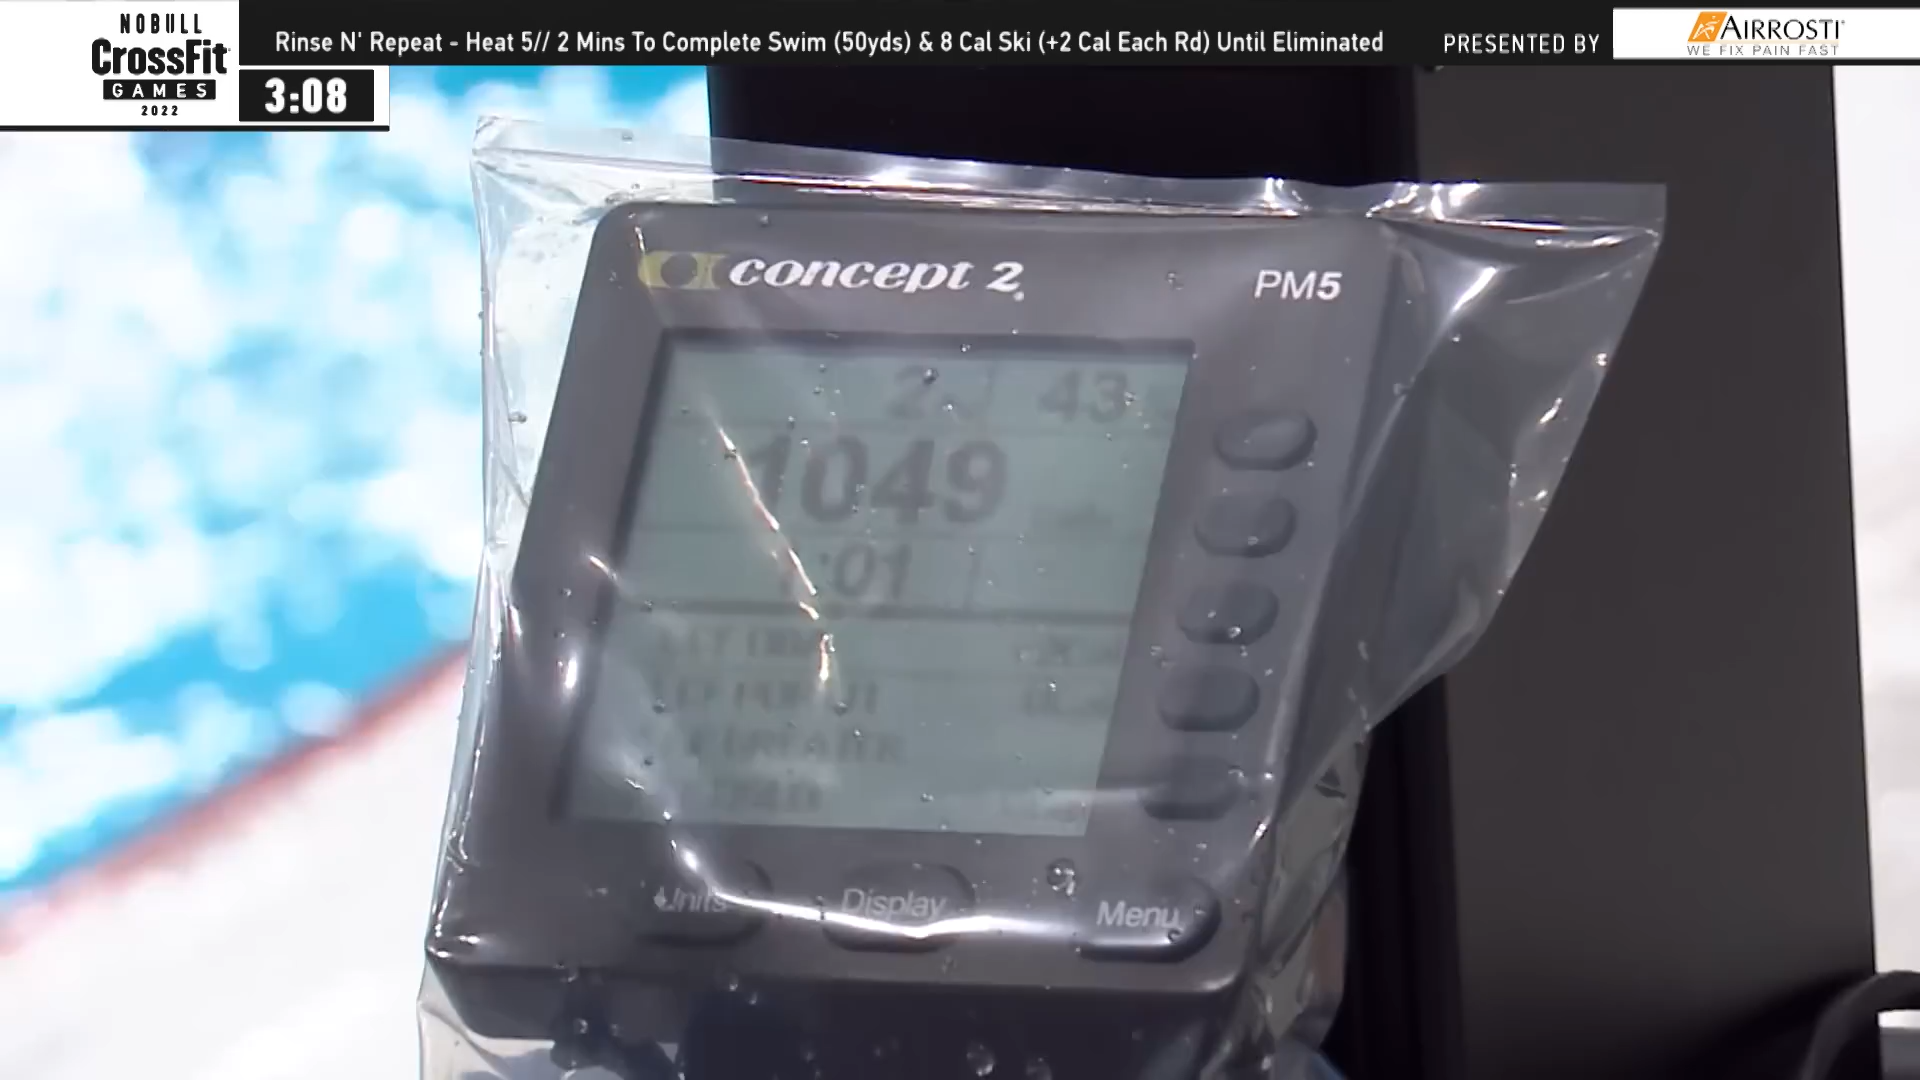 NOBULL
CrossFit
GAMES
2022
3:08
Rinse N' Repeat - Heat 5// 2 Mins To Complete Swim (50yds) & 8 Cal Ski (+2 Cal Each Rd) Until Eliminated
PRESENTED BY
AIRROSTI
WE FIX PAIN FAST
concept 2
PM5
43
1049
:01
Units
Display
Menu